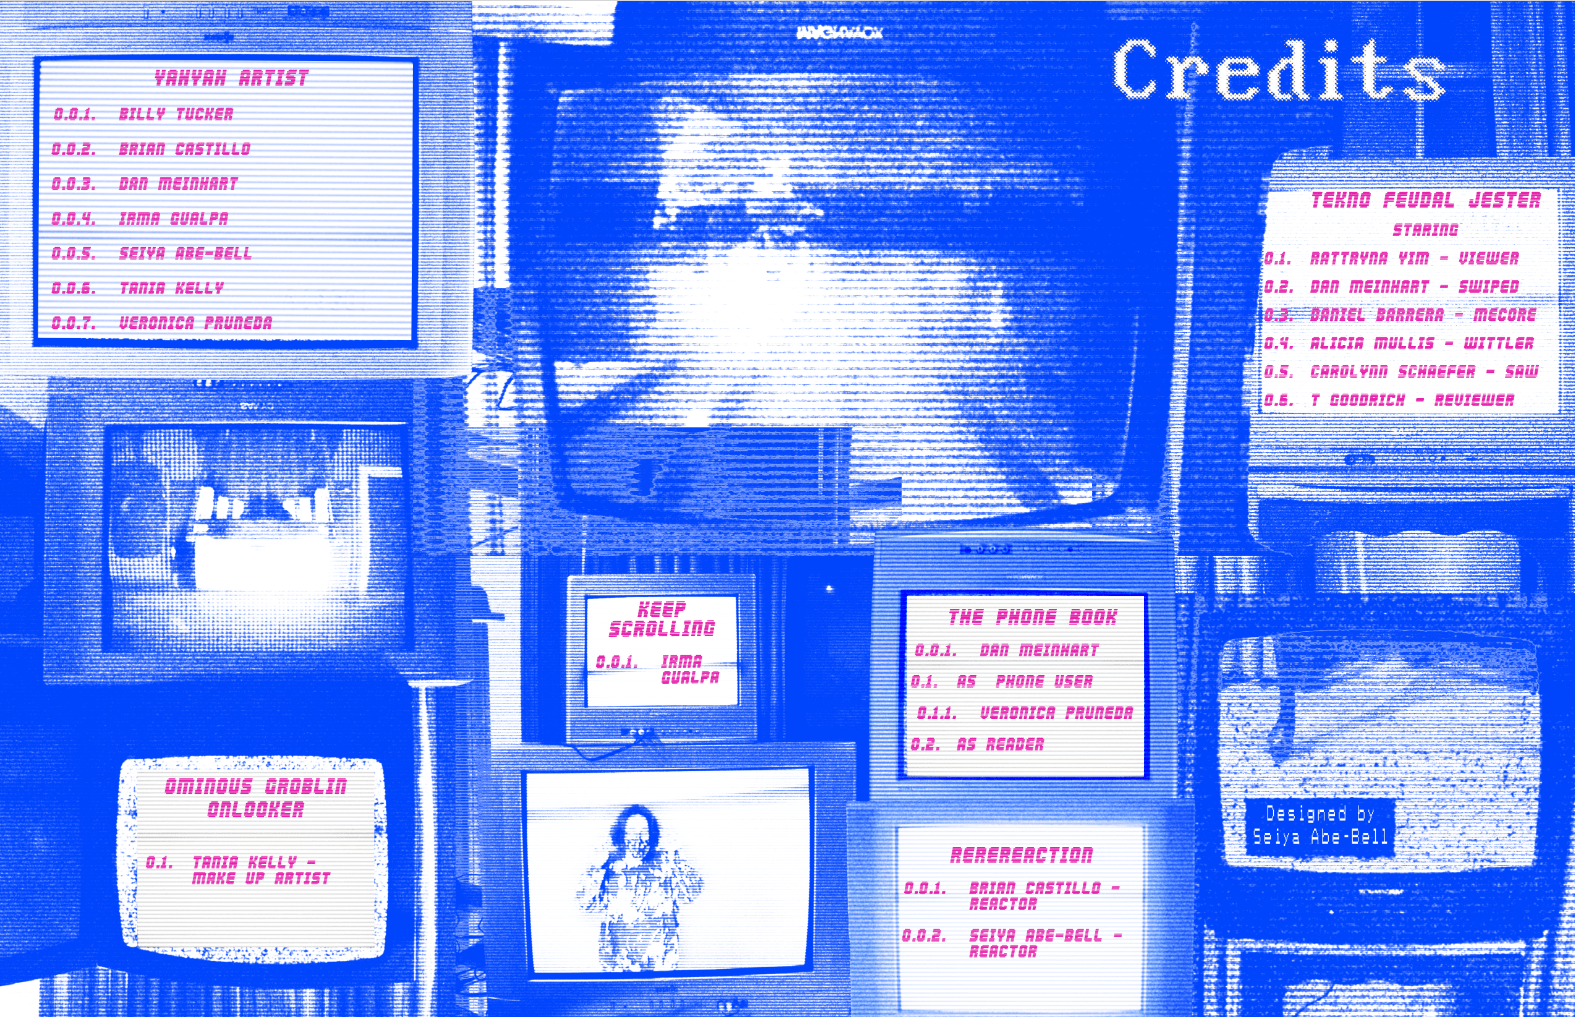 Credits
YAHYAH ARTIST
0.0.1. BILLY TUCKER
0.0.2. BRIAN CASTILLO
0.0.3. DAN MEINHART
0.0.4. IRMA GUALPA
0.0.5. SEIYA ABE-BELL
0.0.6. TANIA KELLY
0.0.7. VERONICA PRUNEDA
TEKNO FEUDAL JESTER
STARING
0.1. RATTRYNA YIM - VIEWER
0.2. DAN MEINHART - SWIPED
0.3. DANIEL BARRERA - MECORE
0.4. ALICIA MULLIS - WITTLER
0.5. CAROLYNN SCHAEFER - SAW
0.6. T GOODRICH - REVIEWER
KEEP
SCROLLING
0.0.1. IRMA
GUALPA
THE PHONE BOOK
0.0.1. DAN MEINHART
0.1. AS PHONE USER
0.1.1. VERONICA PRUNEDA
0.2. AS READER
OMINOUS GROBLIN
ONLOOKER
0.1. TANIA KELLY -
MAKE UP ARTIST
REREREACTION
0.0.1. BRIAN CASTILLO -
REACTOR
0.0.2. SEIYA ABE-BELL -
REACTOR
Designed by
Seiya Abe-Bell